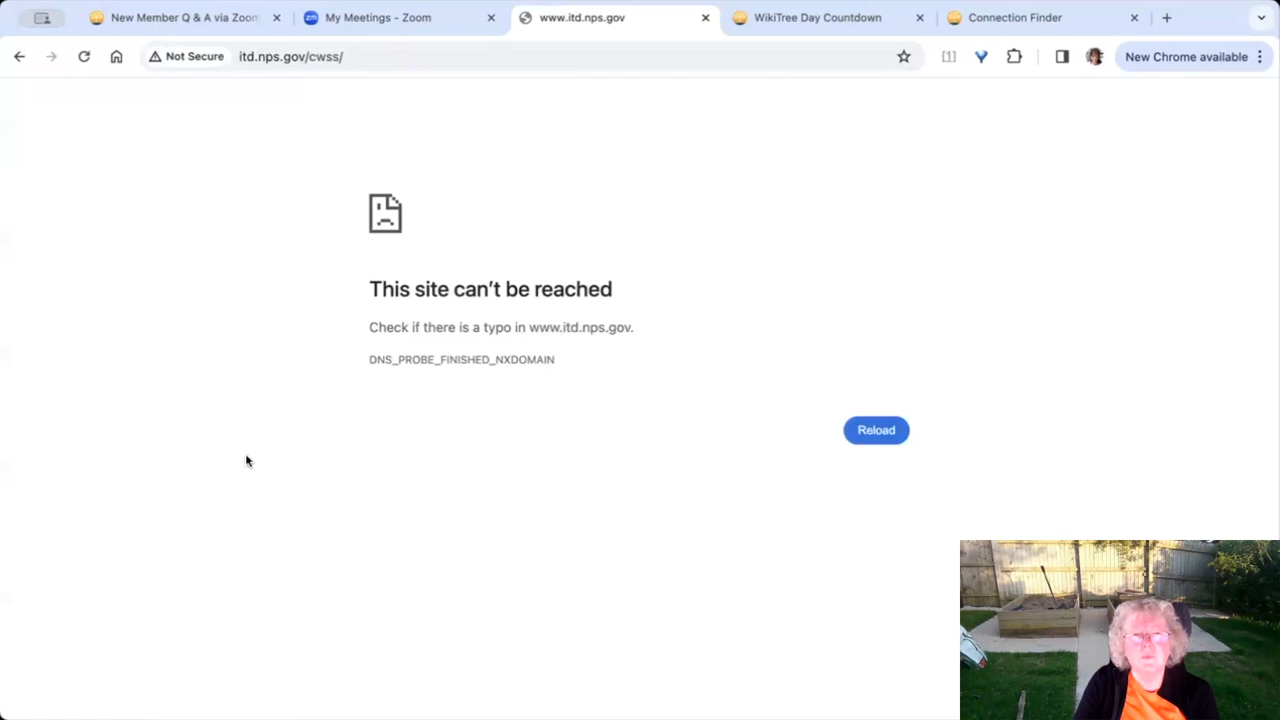 New Member Q & A via Zoom
My Meetings - Zoom
www.itd.nps.gov
WikiTree Day Countdown
Connection Finder
Not Secure
itd.nps.gov/cwss/
New Chrome available
This site can't be reached
Check if there is a typo in www.itd.nps.gov.
DNS_PROBE_FINISHED_NXDOMAIN
Reload